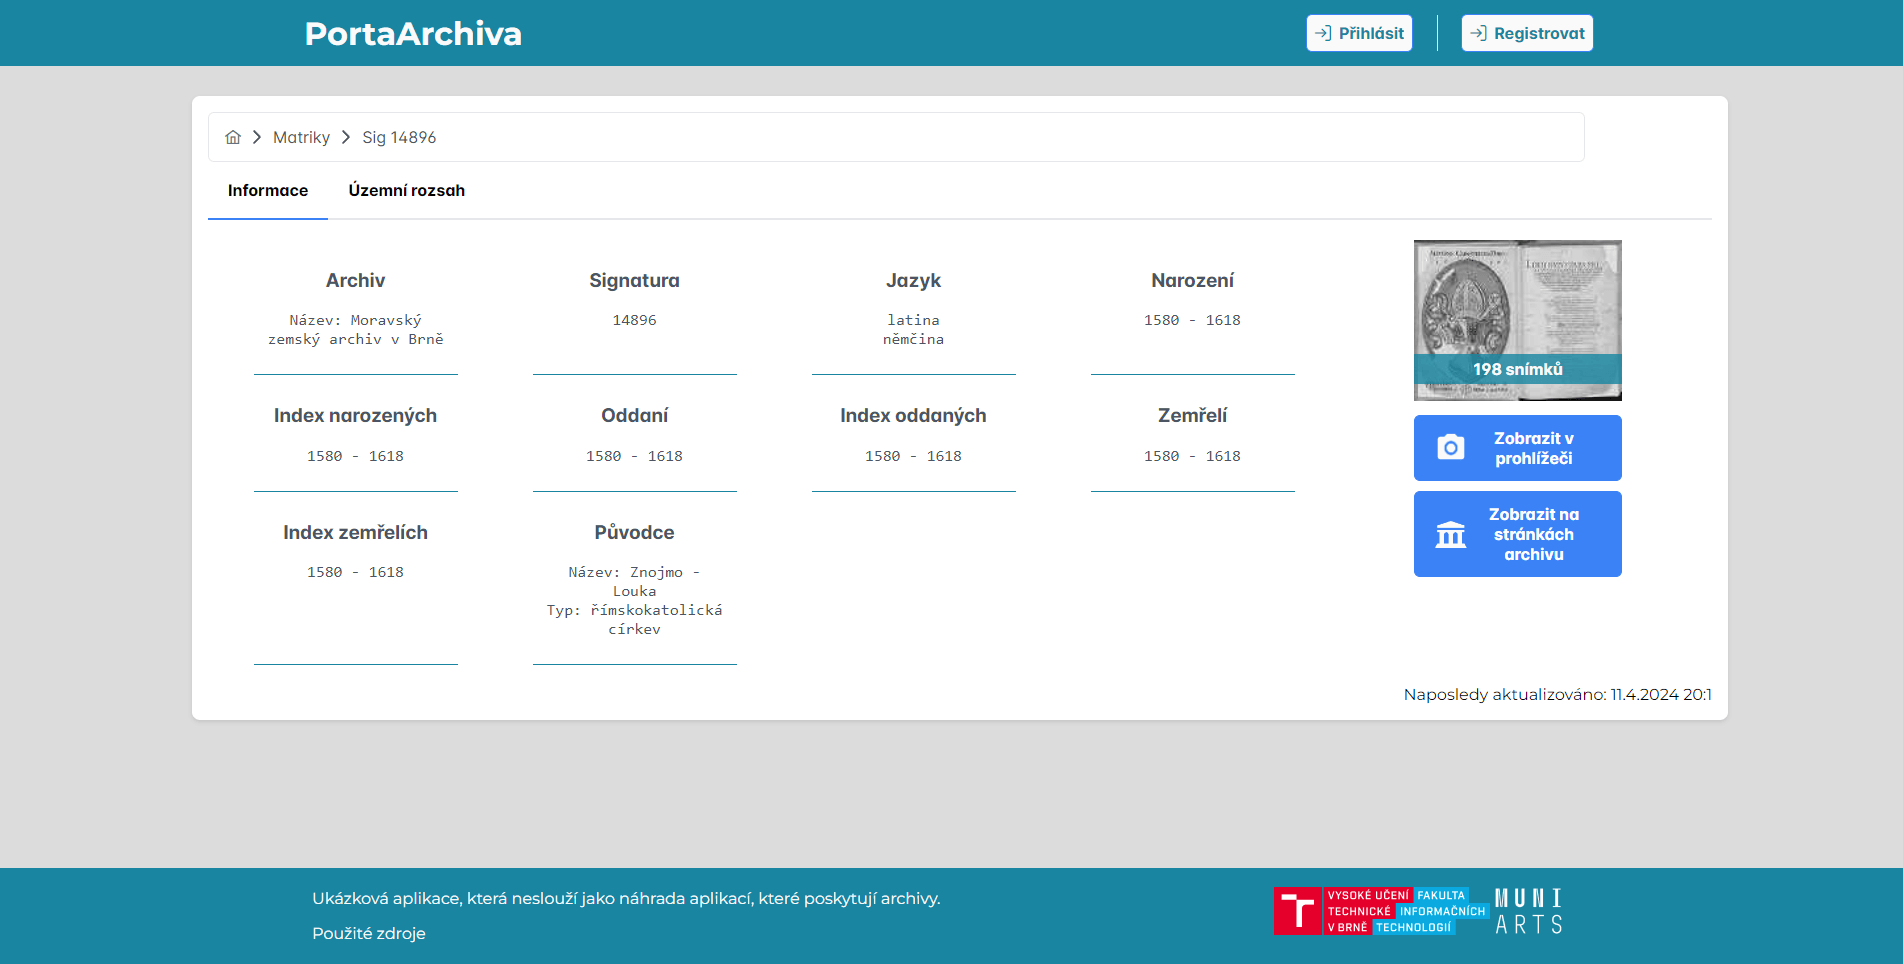 PortaArchiva
Přihlásit
Registrovat
Matriky
Sig 14896
Informace
Územní rozsah
Archiv
Název: Moravský
zemský archiv v Brně
Signatura
14896
Jazyk
latina
němčina
Narození
1580 - 1618
Index narozených
1580 - 1618
Oddaní
1580 - 1618
Index oddaných
1580 - 1618
Zemřelí
1580 - 1618
Index zemřelích
1580 - 1618
Původce
Název: Znojmo -
Louka
Typ: římskokatolická
církev
198 snímků
Zobrazit v
prohlížeči
Zobrazit na
stránkách
archivu
Naposledy aktualizováno: 11.4.2024 20:1
Ukázková aplikace, která neslouží jako náhrada aplikací, které poskytují archivy.
Použité zdroje
VYSOKÉ UČENÍ FAKULTA
TECHNICKÉ INFORMAČNÍCH
V BRNĚ TECHNOLOGIÍ
MUNI
ARTS